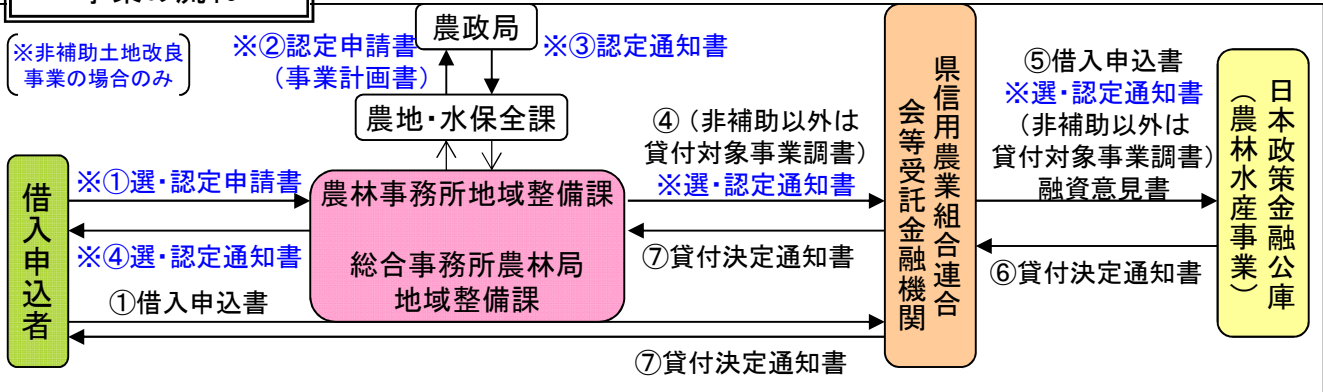 事業の流れ
※非補助土地改良
事業の場合のみ
※②認定申請書
(事業計画書)
農政局
※③認定通知書
農地・水保全課
④（非補助以外は
貸付対象事業調書）
※選・認定通知書
⑤借入申込書
※選・認定通知書
（非補助以外は
貸付対象事業調書）
融資意見書
借入申込者
※①選・認定申請書
※④選・認定通知書
①借入申込書
農林事務所地域整備課
総合事務所農林局
地域整備課
⑦貸付決定通知書
⑦貸付決定通知書
県信用農業組合連合
会等受託金融機関
⑥貸付決定通知書
日本政策金融公庫
（農林水産事業）